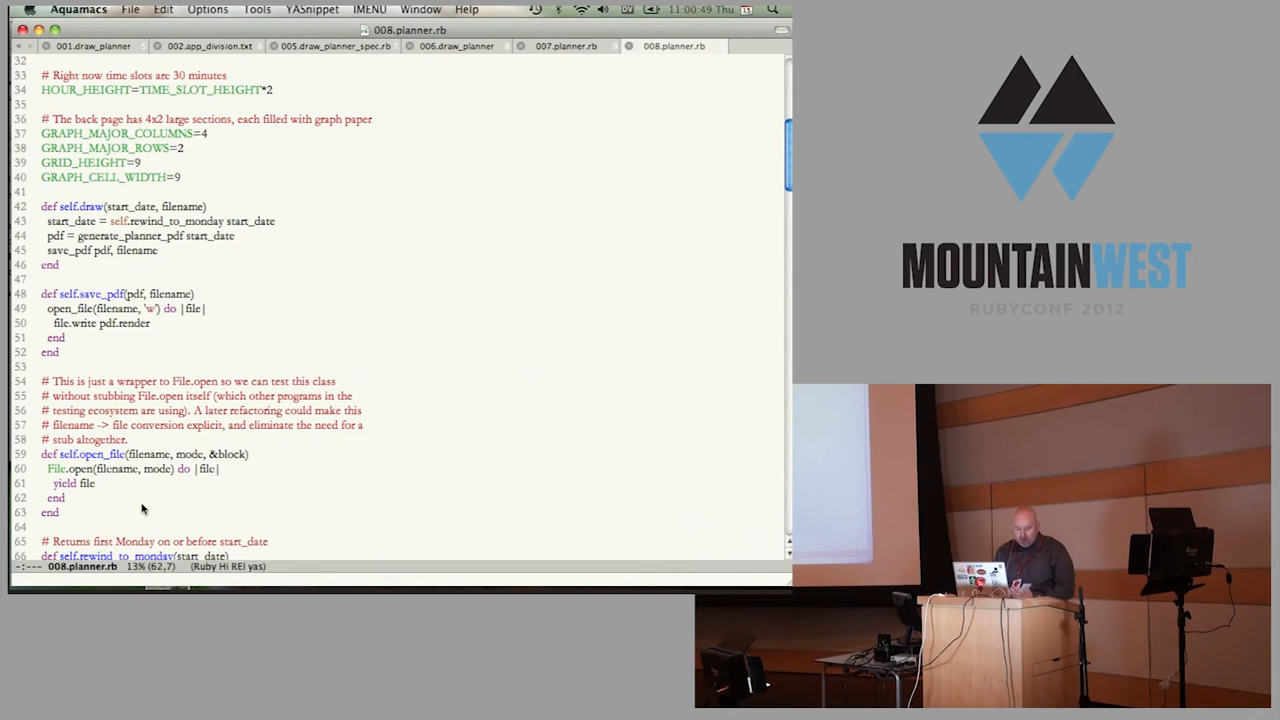 Aquamacs File Edit Options Tools YASnippet IMENU Window Help 11:00:49 Thu
008.planner.rb
001.draw_planner 002.app_division.txt 005.draw_planner_spec.rb 006.draw_planner 007.planner.rb 008.planner.rb
32
33 # Right now time slots are 30 minutes
34 HOUR_HEIGHT=TIME_SLOT_HEIGHT*2
35
36 # The back page has 4x2 large sections, each filled with graph paper
37 GRAPH_MAJOR_COLUMNS=4
38 GRAPH_MAJOR_ROWS=2
39 GRID_HEIGHT=9
40 GRAPH_CELL_WIDTH=9
41
42 def self.draw(start_date, filename)
43 start_date = self.rewind_to_monday start_date
44 pdf = generate_planner_pdf start_date
45 save_pdf pdf, filename
46 end
47
48 def self.save_pdf(pdf, filename)
49 open_file(filename, 'w') do |file|
50 file.write pdf.render
51 end
52 end
53
54 # This is just a wrapper to File.open so we can test this class
55 # without stubbing File.open itself (which other programs in the
56 # testing ecosystem are using). A later refactoring could make this
57 # filename -> file conversion explicit, and eliminate the need for a
58 # stub altogether.
59 def self.open_file(filename, mode, &block)
60 File.open(filename, mode) do |file|
61 yield file
62 end
63 end
64
65 # Returns first Monday on or before start_date
66 def self.rewind_to_monday(start_date)
-:--- 008.planner.rb 13% (62,7) (Ruby Hi REl yas)
MOUNTAINWEST
RUBYCONF 2012